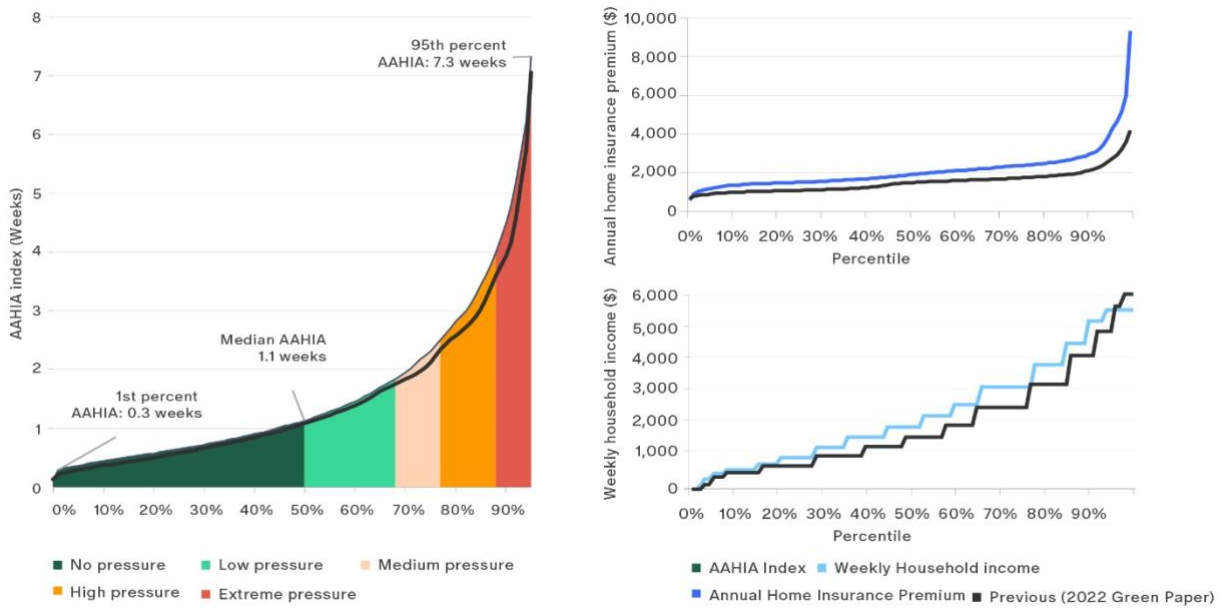 8
7
6
5
4
3
2
1
0
AAHIA index (Weeks)
95th percent
AAHIA: 7.3 weeks
Median AAHIA
1.1 weeks
1st percent
AAHIA: 0.3 weeks
0% 10% 20% 30% 40% 50% 60% 70% 80% 90%
No pressure Low pressure Medium pressure
High pressure Extreme pressure
Annual home insurance premium ($)
10,000
8,000
6,000
4,000
2,000
0
0% 10% 20% 30% 40% 50% 60% 70% 80% 90%
Percentile
Weekly household income ($)
6,000
5,000
4,000
3,000
2,000
1,000
0
0% 10% 20% 30% 40% 50% 60% 70% 80% 90%
Percentile
AAHIA Index Weekly Household income
Annual Home Insurance Premium Previous (2022 Green Paper)